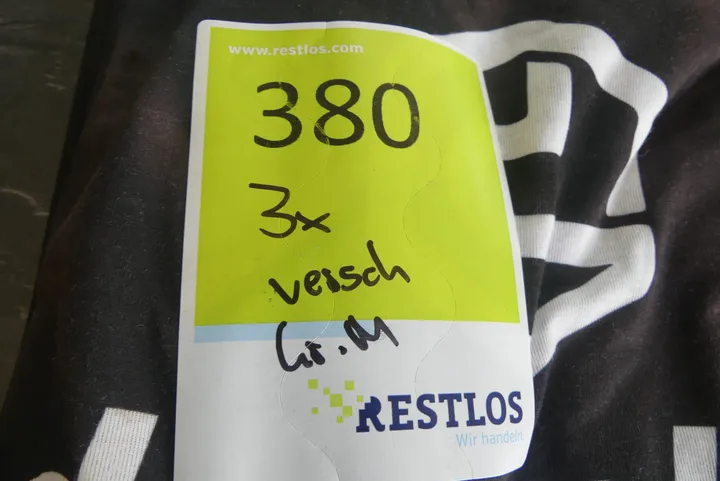 www.restlos.com
380
3x
versch
Gr. M
RESTLOS
Wir handeln